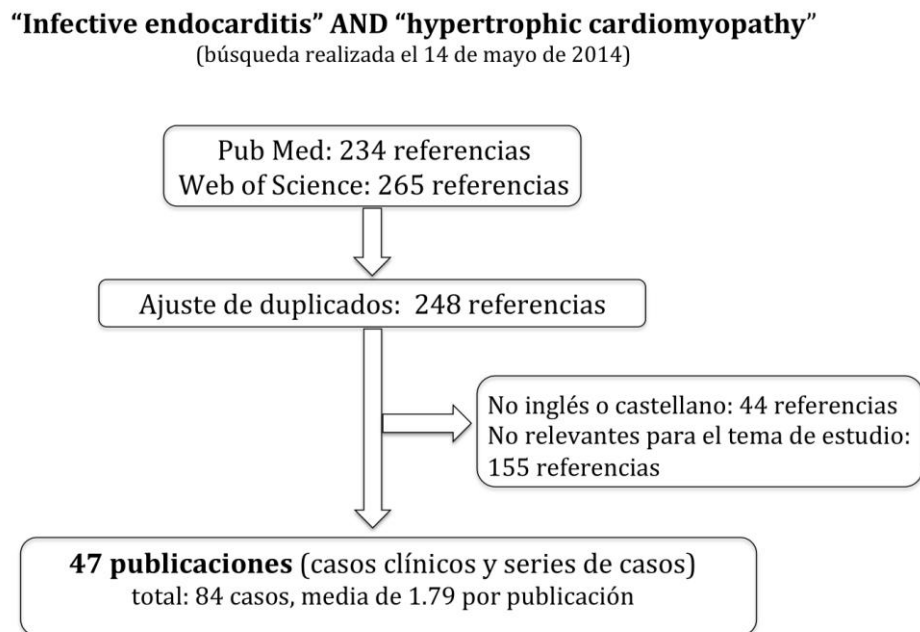 “Infective endocarditis” AND “hypertrophic cardiomyopathy”
(búsqueda realizada el 14 de mayo de 2014)
Pub Med: 234 referencias
Web of Science: 265 referencias
Ajuste de duplicados: 248 referencias
No inglés o castellano: 44 referencias
No relevantes para el tema de estudio:
155 referencias
47 publicaciones (casos clínicos y series de casos)
total: 84 casos, media de 1.79 por publicación